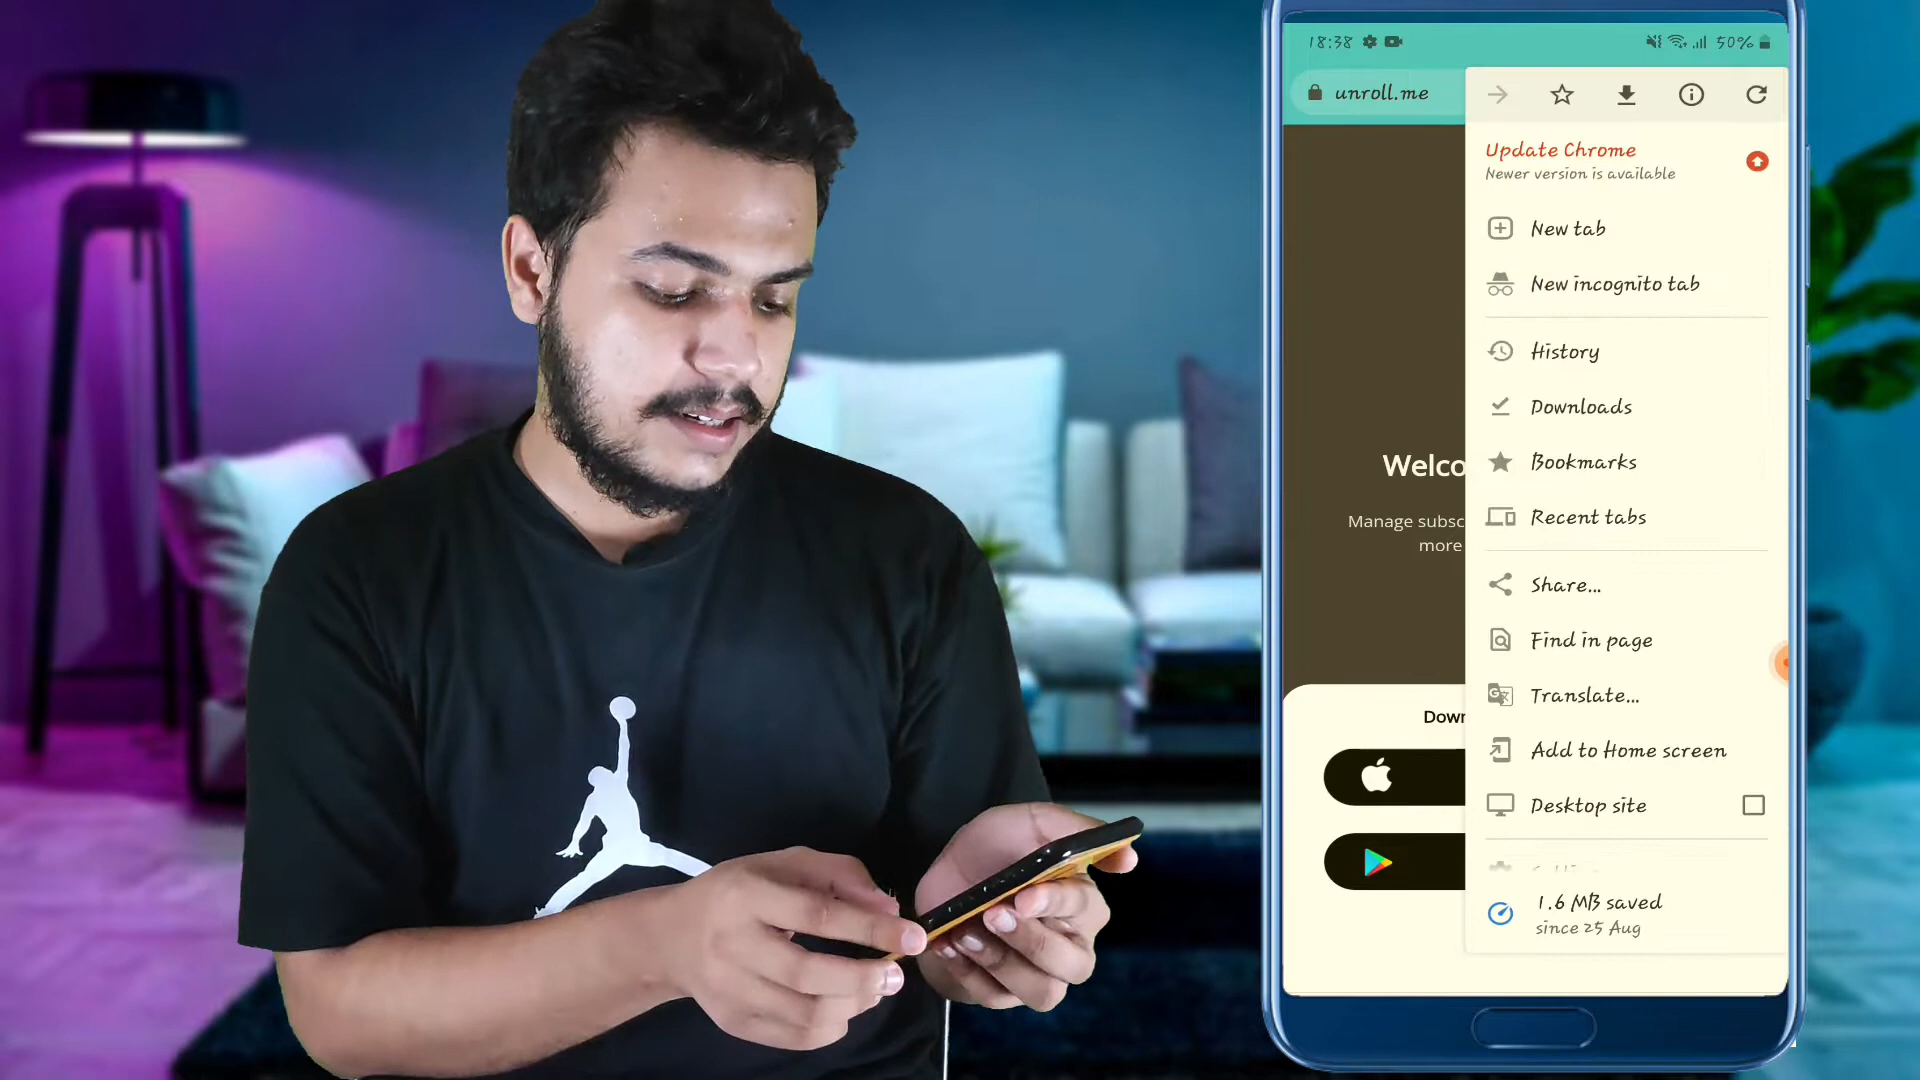 18:38
50%
unroll.me
Update Chrome
Newer version is available
New tab
New incognito tab
History
Downloads
Bookmarks
Recent tabs
Share...
Find in page
Translate...
Add to Home screen
Desktop site
1.6 MB saved
since 25 Aug
Welco
Manage subsc
more
Down